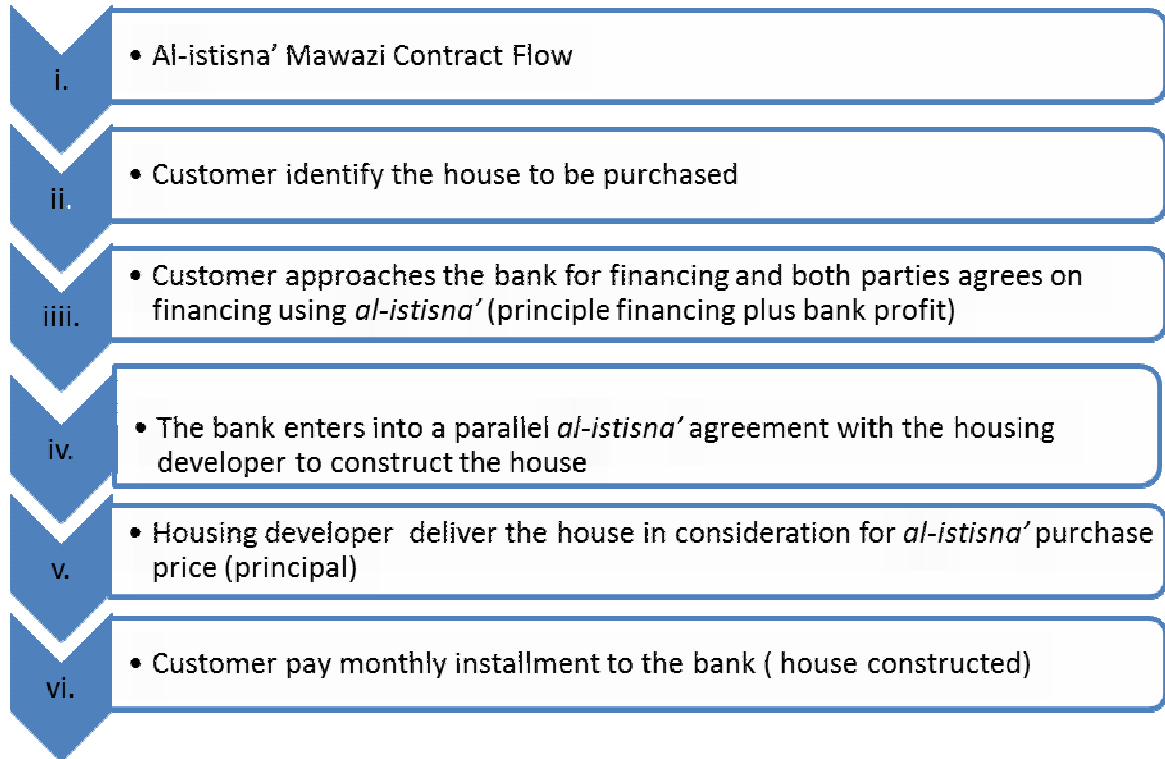 i.
• Al-istisna’ Mawazi Contract Flow
ii.
• Customer identify the house to be purchased
iiii.
• Customer approaches the bank for financing and both parties agrees on
financing using al-istisna’ (principle financing plus bank profit)
iv.
• The bank enters into a parallel al-istisna’ agreement with the housing
developer to construct the house
v.
• Housing developer deliver the house in consideration for al-istisna’ purchase
price (principal)
vi.
• Customer pay monthly installment to the bank ( house constructed)